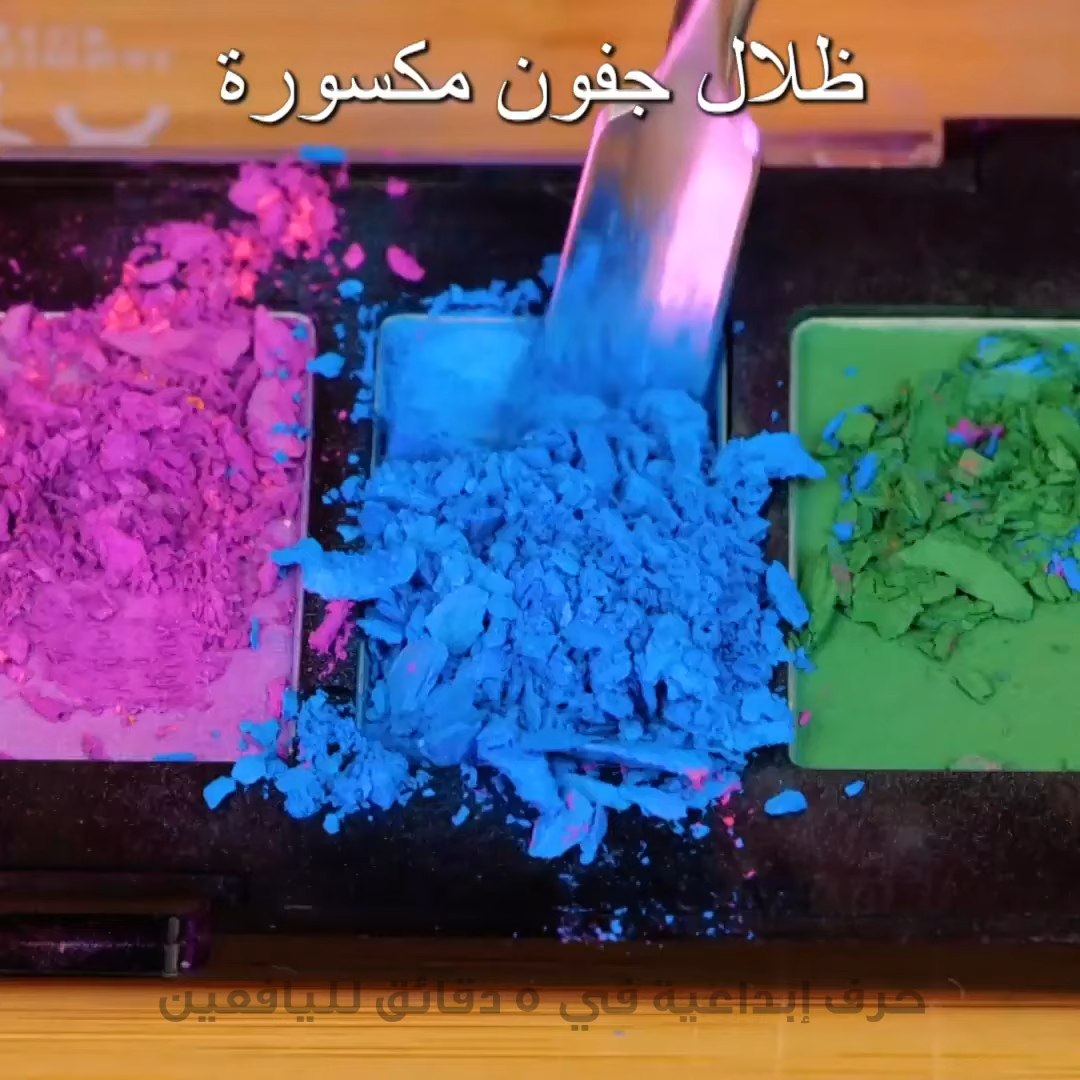 ظلال جفون مكسورة
حرف إبداعية في ٥ دقائق لليافعين